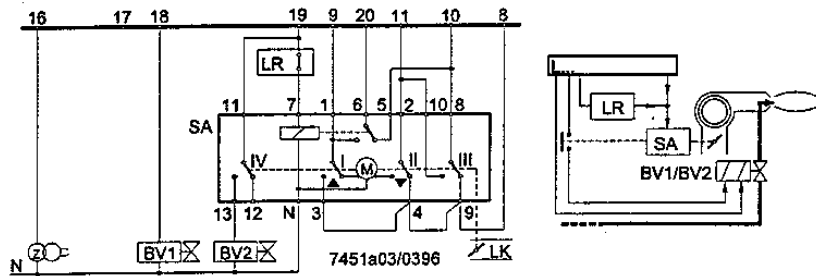 16 17 18 19 9 20 11 10 8
LR
11 7 1 6 5 2 10 8
SA
IV I M II III
13 12 N 3 4 9
Z BV1 BV2 7451a03/0396 LK
N
LR
SA
BV1/BV2